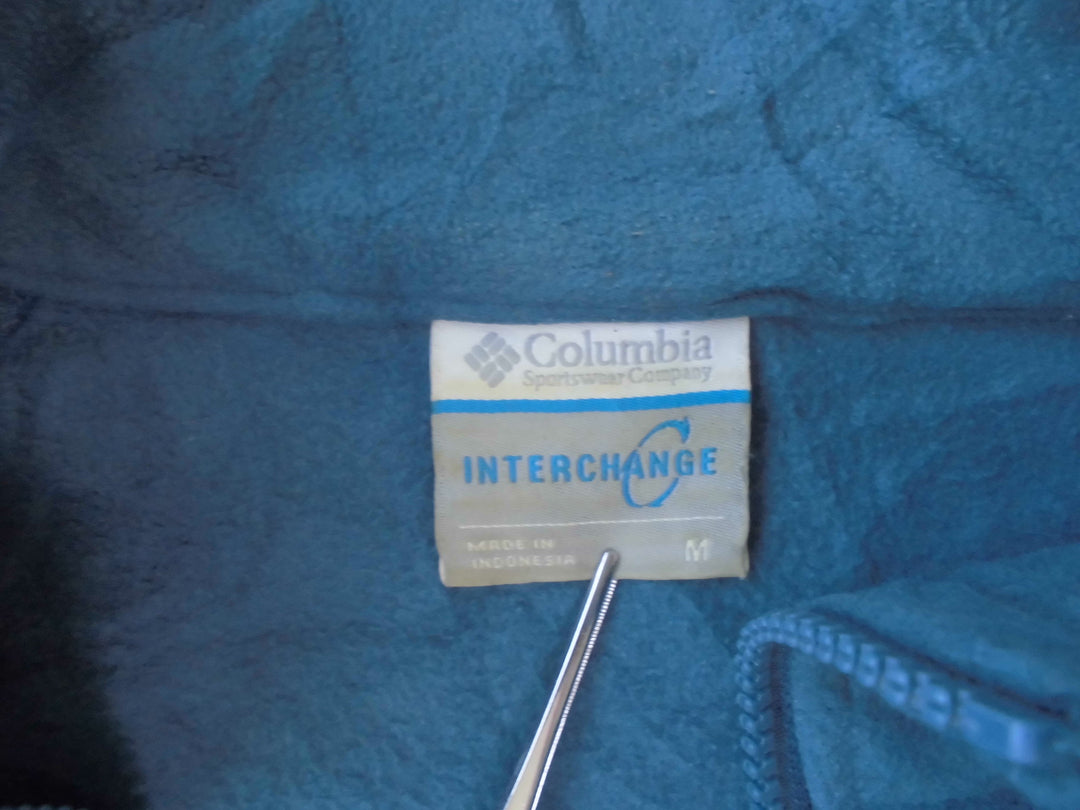 Columbia
Sportswear Company
INTERCHANGE
MADE IN
INDONESIA
M